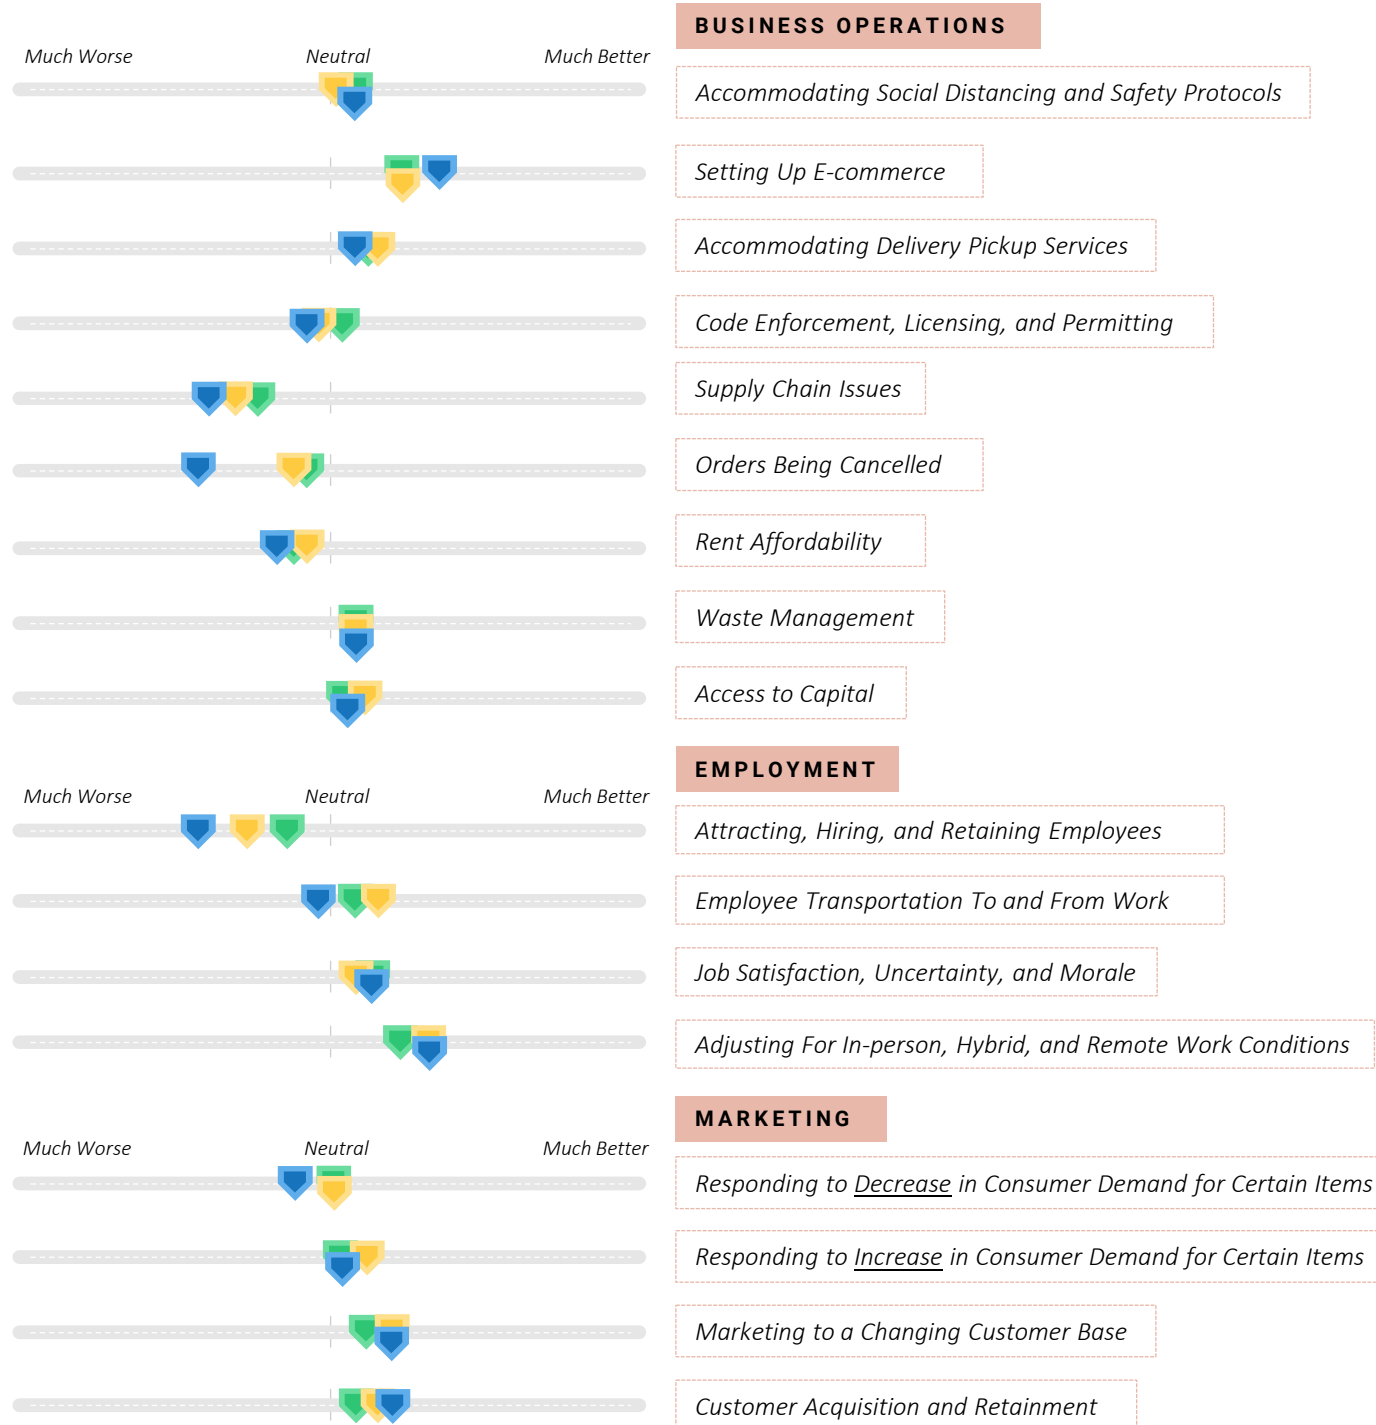 BUSINESS OPERATIONS
Much Worse Neutral Much Better
Accommodating Social Distancing and Safety Protocols
Setting Up E-commerce
Accommodating Delivery Pickup Services
Code Enforcement, Licensing, and Permitting
Supply Chain Issues
Orders Being Cancelled
Rent Affordability
Waste Management
Access to Capital
EMPLOYMENT
Much Worse Neutral Much Better
Attracting, Hiring, and Retaining Employees
Employee Transportation To and From Work
Job Satisfaction, Uncertainty, and Morale
Adjusting For In-person, Hybrid, and Remote Work Conditions
MARKETING
Much Worse Neutral Much Better
Responding to Decrease in Consumer Demand for Certain Items
Responding to Increase in Consumer Demand for Certain Items
Marketing to a Changing Customer Base
Customer Acquisition and Retainment